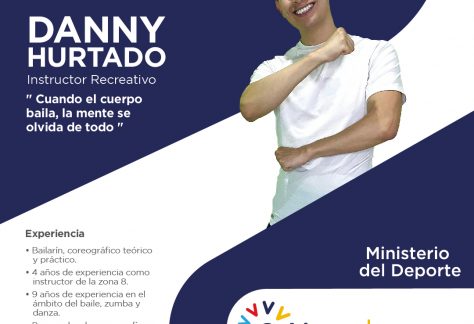 DANNY
HURTADO
Instructor Recreativo
" Cuando el cuerpo
baila, la mente se
olvida de todo "
Experiencia
• Bailarín, coreográfico teórico
y práctico.
• 4 años de experiencia como
instructor de la zona 8.
• 9 años de experiencia en el
ámbito del baile, zumba y
danza.
Ministerio
del Deporte